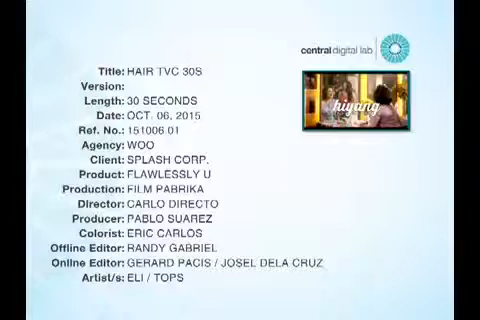 central digital lab
Title: HAIR TVC 30S
hiyang
Version:
Length: 30 SECONDS
Date: OCT. 06, 2015
Ref. No.: 151006.01
Agency: WOO
Client: SPLASH CORP.
Product: FLAWLESSLY U
Production: FILM PABRIKA
Director: CARLO DIRECTO
Producer: PABLO SUAREZ
Colorist: ERIC CARLOS
Offline Editor: RANDY GABRIEL
Online Editor: GERARD PACIS / JOSEL DELA CRUZ
Artist/s: ELI / TOPS